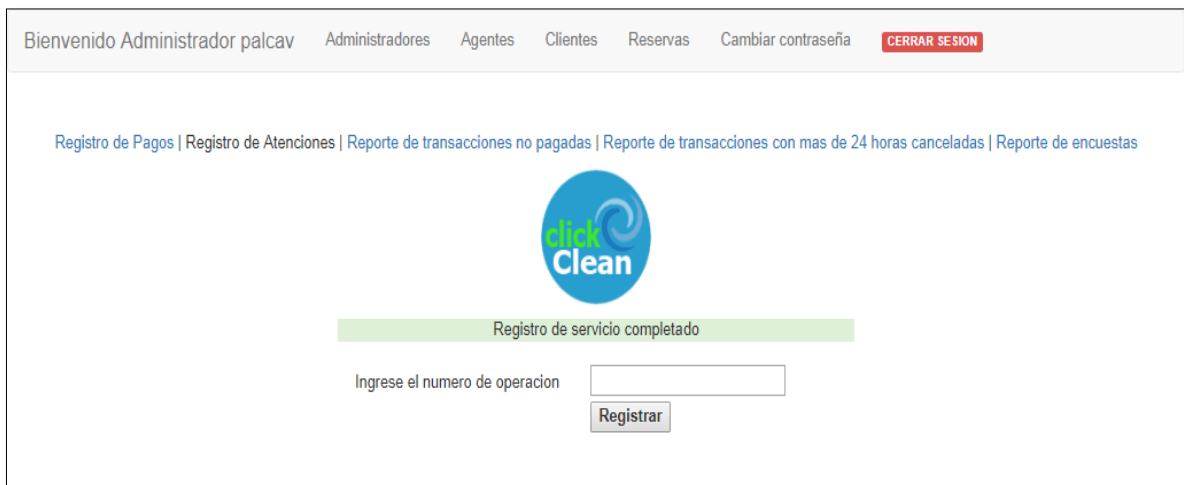 Bienvenido Administrador palcav Administradores Agentes Clientes Reservas Cambiar contraseña CERRAR SESION
Registro de Pagos | Registro de Atenciones | Reporte de transacciones no pagadas | Reporte de transacciones con mas de 24 horas canceladas | Reporte de encuestas
click
Clean
Registro de servicio completado
Ingrese el numero de operacion
Registrar